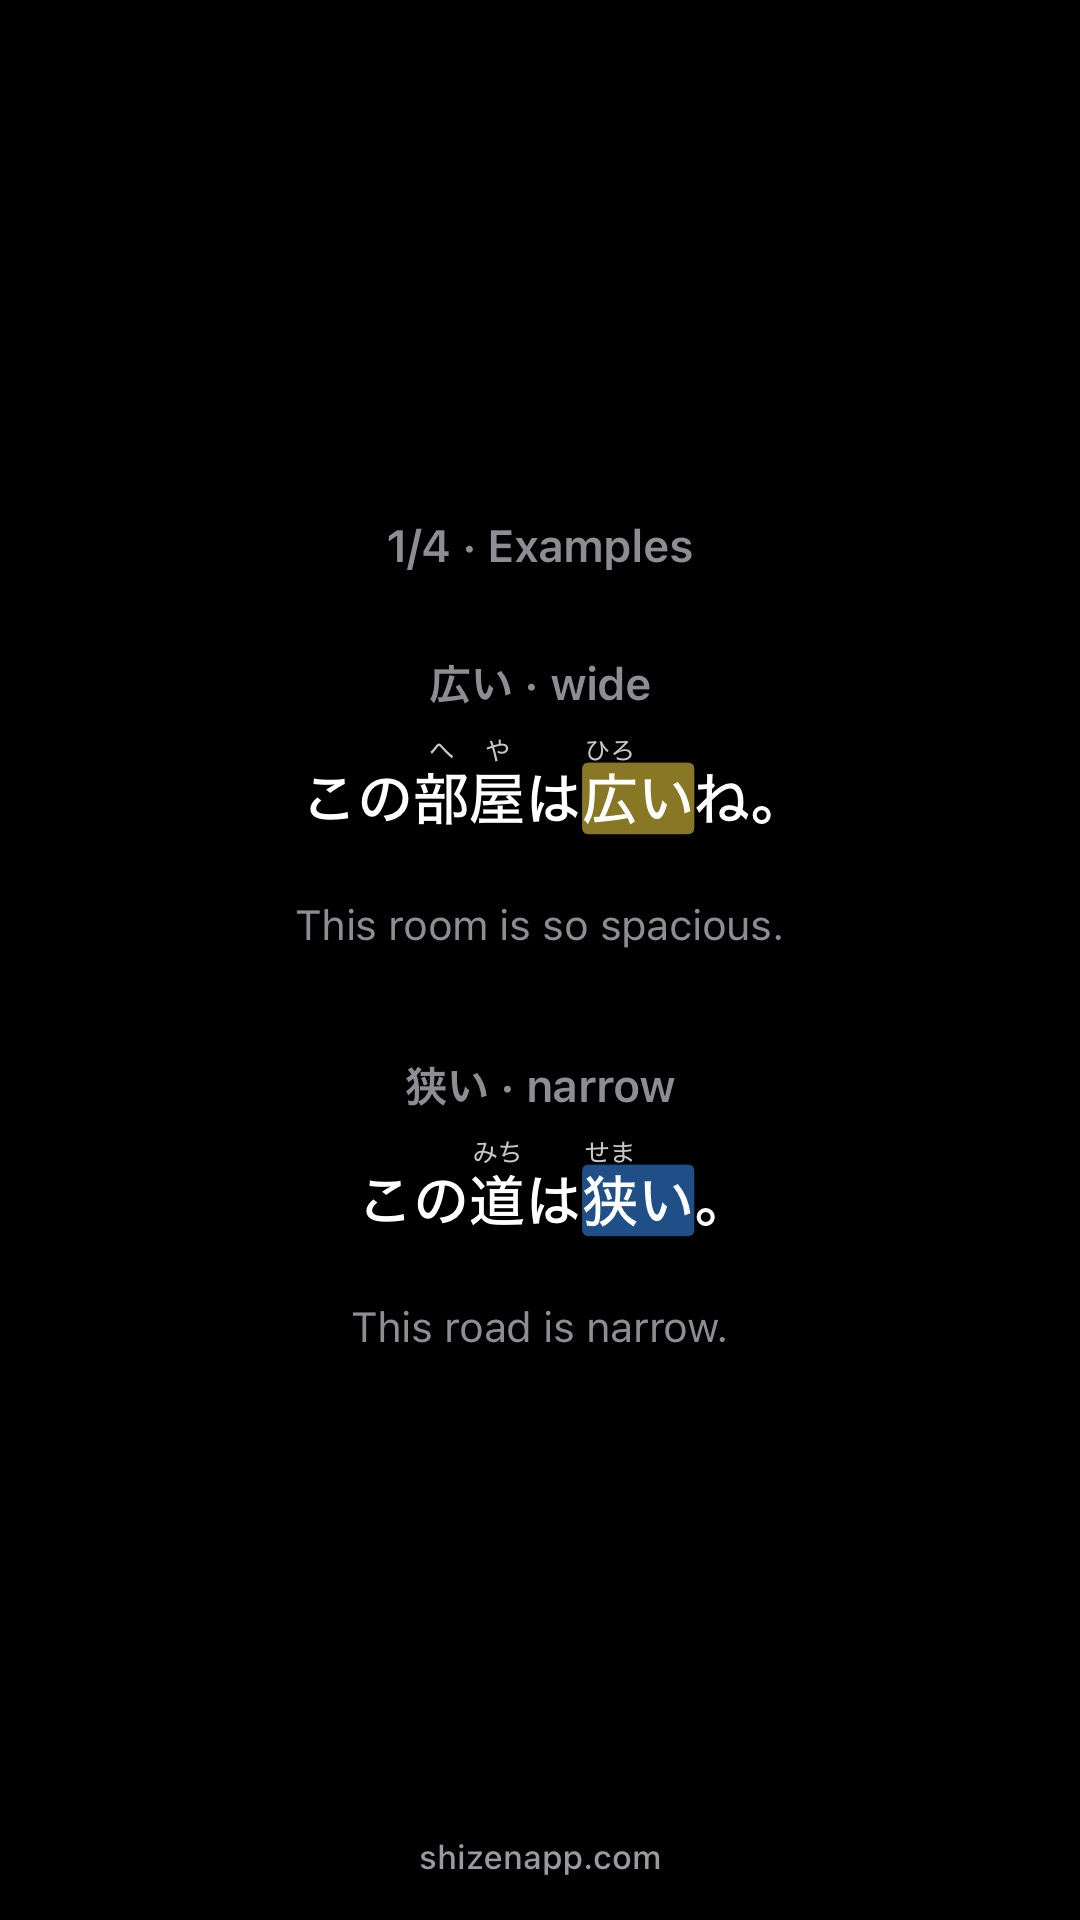 1/4 · Examples
広い · wide
へ や ひろ
この部屋は広いね。
This room is so spacious.
狭い · narrow
みち せま
この道は狭い。
This road is narrow.
shizenapp.com